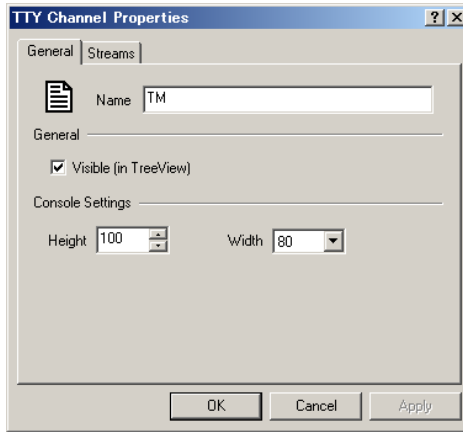 TTY Channel Properties
General Streams
Name TM
General
Visible (in TreeView)
Console Settings
Height 100 Width 80
OK Cancel Apply